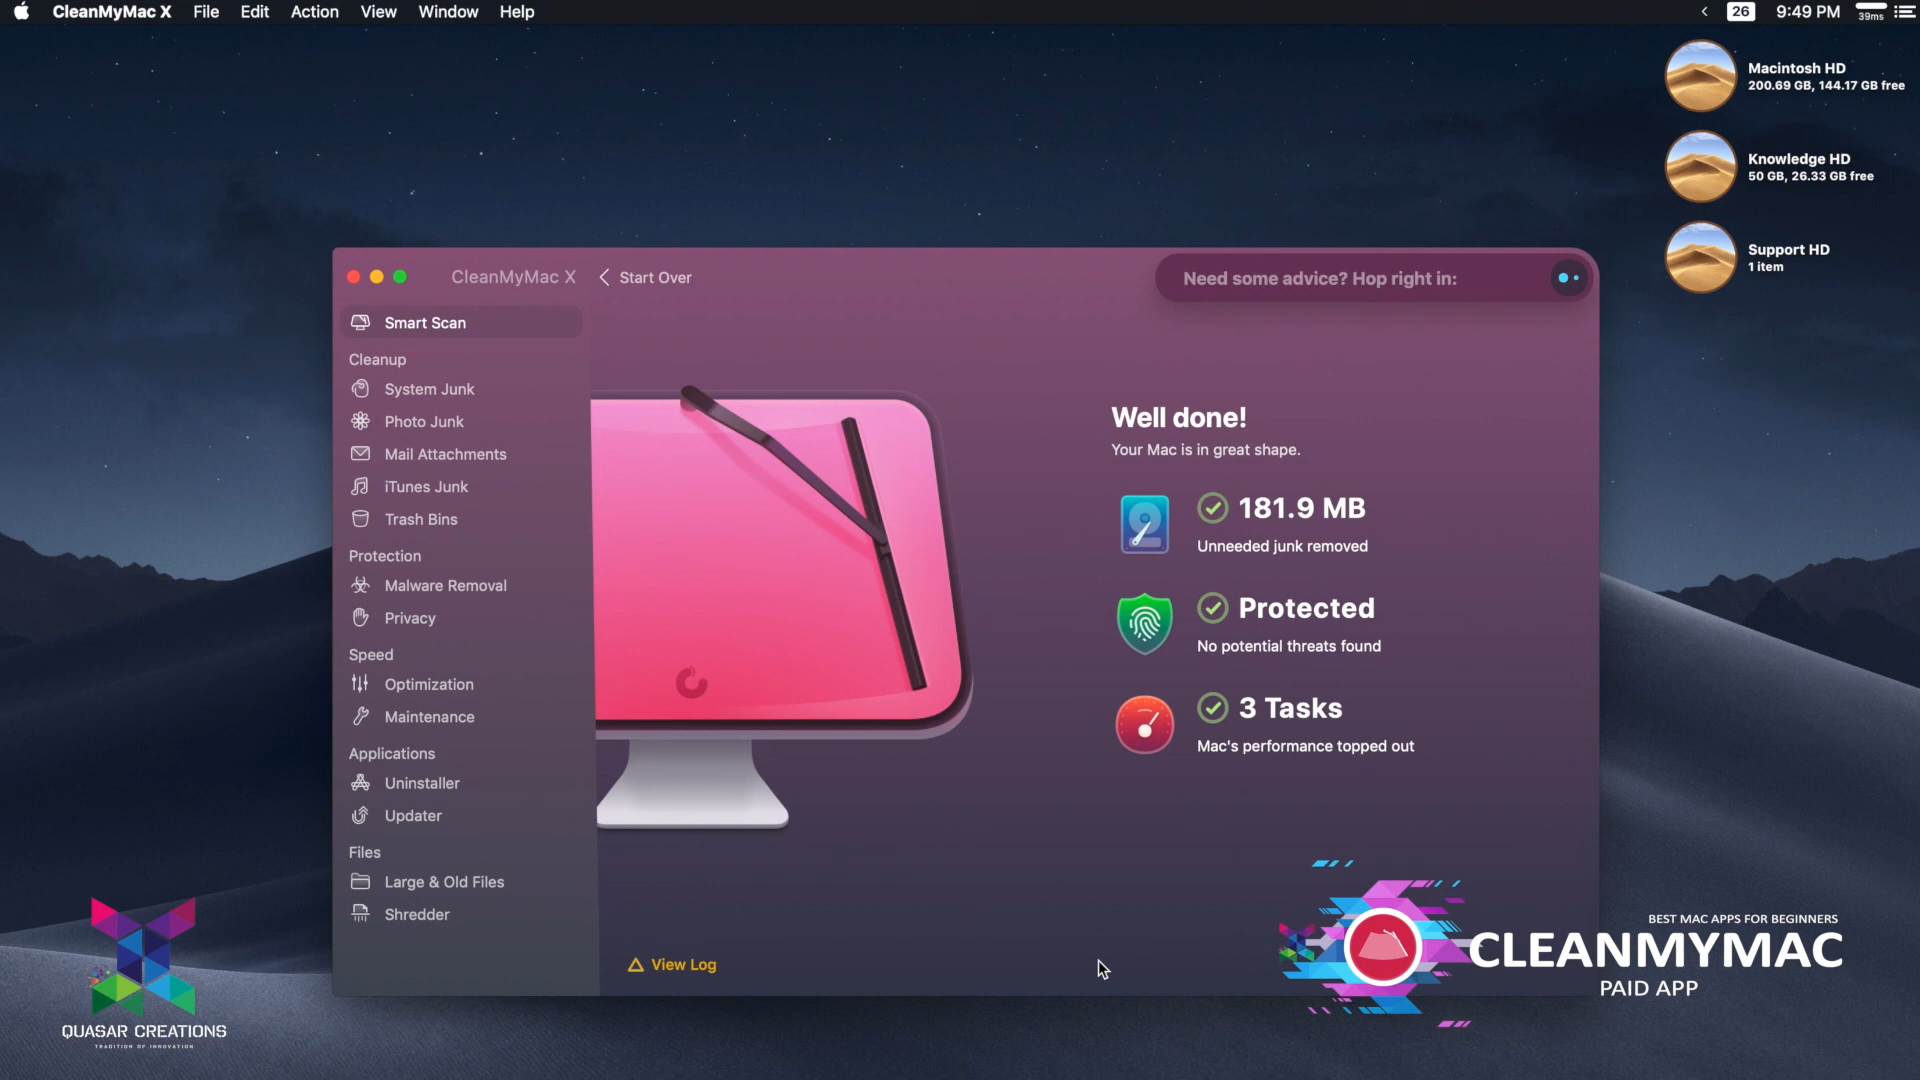 CleanMyMac X File Edit Action View Window Help
26 9:49 PM 39ms
Macintosh HD
200.69 GB, 144.17 GB free
Knowledge HD
50 GB, 26.33 GB free
Support HD
1 item
CleanMyMac X Start Over
Need some advice? Hop right in:
Smart Scan
Cleanup
System Junk
Photo Junk
Mail Attachments
iTunes Junk
Trash Bins
Protection
Malware Removal
Privacy
Speed
Optimization
Maintenance
Applications
Uninstaller
Updater
Files
Large & Old Files
Shredder
Well done!
Your Mac is in great shape.
181.9 MB
Unneeded junk removed
Protected
No potential threats found
3 Tasks
Mac's performance topped out
View Log
QUASAR CREATIONS
TRADITION OF INNOVATION
BEST MAC APPS FOR BEGINNERS
CLEANMYMAC
PAID APP